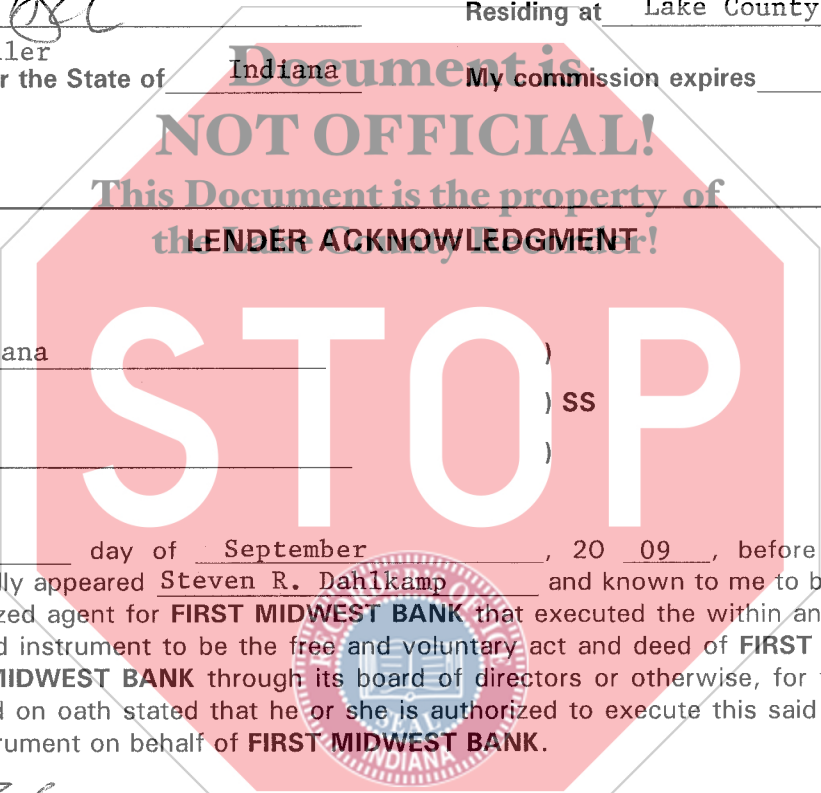 Residing at Lake County
ller
r the State of Indiana My commission expires
Document is
NOT OFFICIAL!
This Document is the property of
the Lake County Recorder!
LENDER ACKNOWLEDGMENT
ana )
) SS
)
STOP
day of September, 20 09, before
lly appeared Steven R. Dahlkamp and known to me to b
zed agent for FIRST MIDWEST BANK that executed the within an
d instrument to be the free and voluntary act and deed of FIRST
MIDWEST BANK through its board of directors or otherwise, for
d on oath stated that he or she is authorized to execute this said
rument on behalf of FIRST MIDWEST BANK.
RECORDER'S OFFICE
SEAL
INDIANA